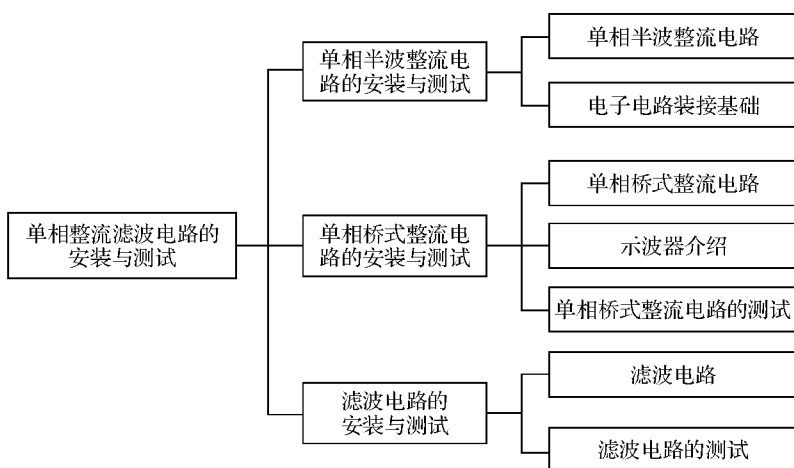 单相整流滤波电路的
安装与测试
单相半波整流电
路的安装与测试
单相半波整流电路
电子电路装接基础
单相桥式整流电
路的安装与测试
单相桥式整流电路
示波器介绍
单相桥式整流电路的测试
滤波电路的
安装与测试
滤波电路
滤波电路的测试